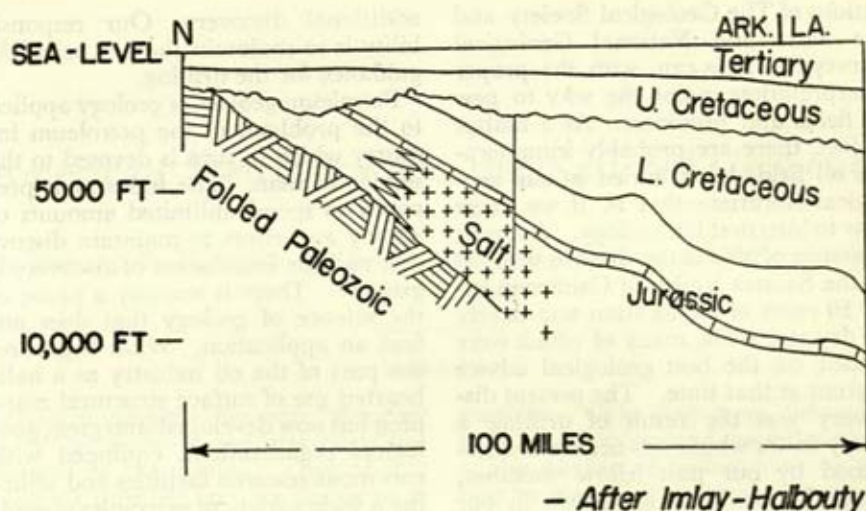 N
ARK. | LA.
SEA-LEVEL
Tertiary
U. Cretaceous
5000 FT
L. Cretaceous
Folded Paleozoic
Salt
Jurassic
10,000 FT
100 MILES
— After Imlay-Halbouty